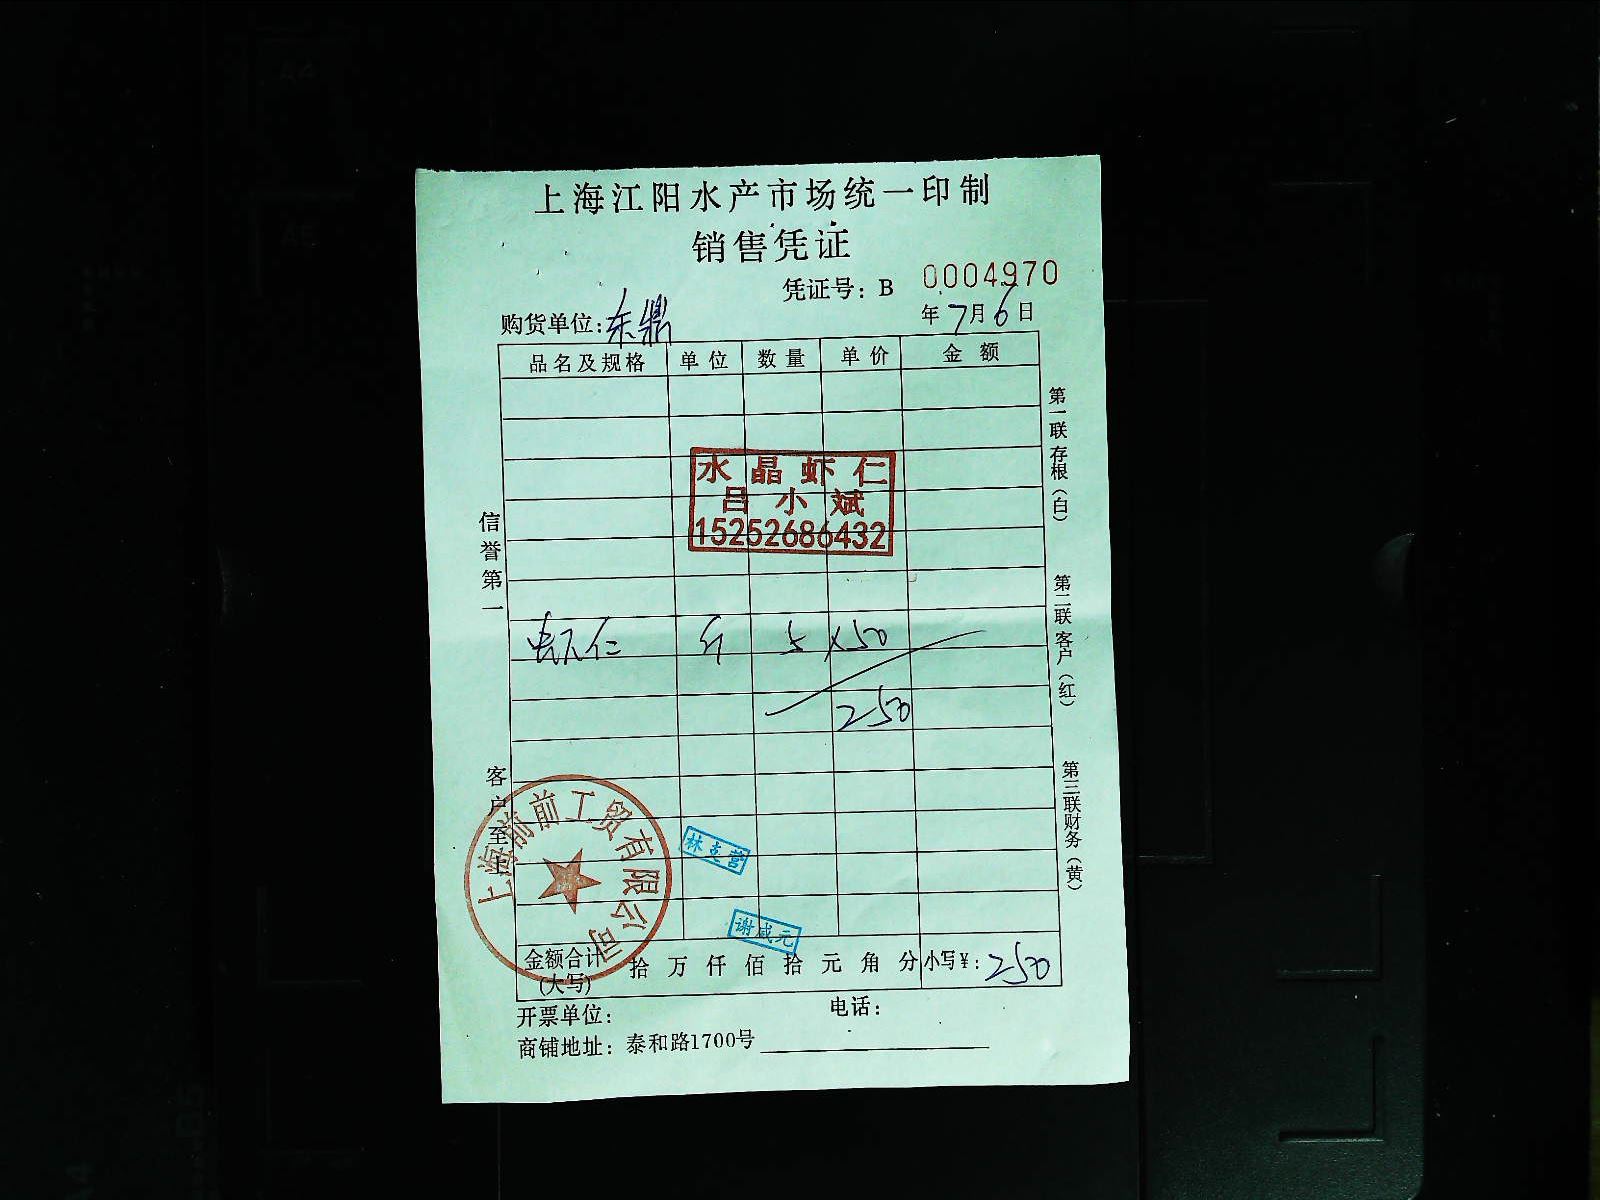 上海江阳水产市场统一印制
销售凭证
凭证号：B 0004970
购货单位：东鼎 年7月6日
品名及规格 单位 数量 单价 金额
水晶虾仁
吕小斌
15252686432
虾仁 斤 5 ×50
250
信誉第一
客户至上
第一联存根（白）
第二联客户（红）
第三联财务（黄）
上海前前工贸有限公司
林支营
谢咸元
金额合计(大写) 拾万仟佰拾元角分 小写¥：250
开票单位： 电话：
商铺地址：泰和路1700号